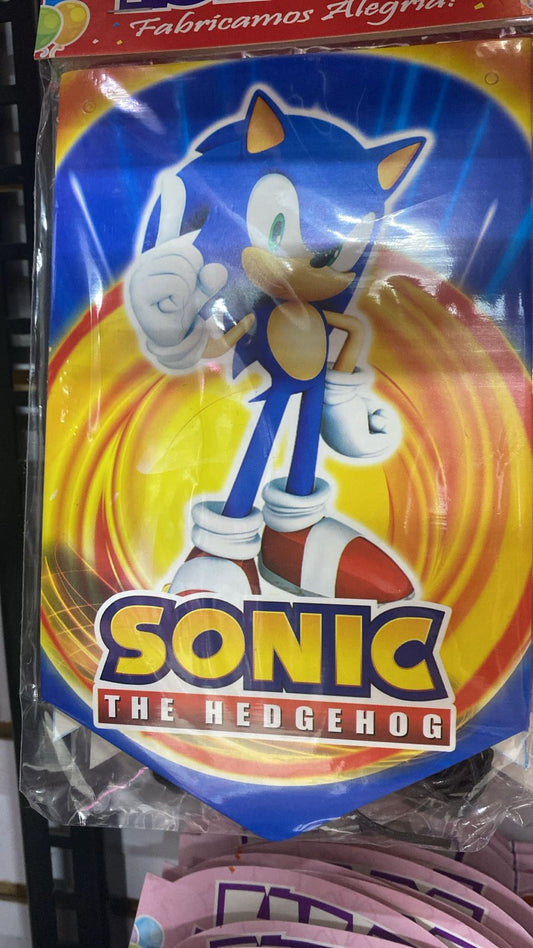 Fabricamos Alegría!
SONIC
THE HEDGEHOG